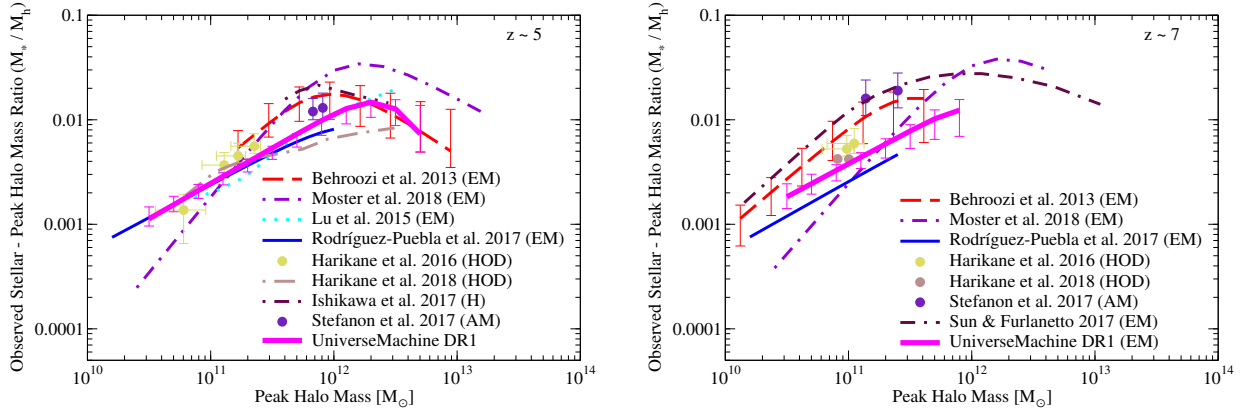 Observed Stellar - Peak Halo Mass Ratio (M* / Mh)
0.1
0.01
0.001
0.0001
z ~ 5
Behroozi et al. 2013 (EM)
Moster et al. 2018 (EM)
Lu et al. 2015 (EM)
Rodríguez-Puebla et al. 2017 (EM)
Harikane et al. 2016 (HOD)
Harikane et al. 2018 (HOD)
Ishikawa et al. 2017 (H)
Stefanon et al. 2017 (AM)
UniverseMachine DR1
10^10 10^11 10^12 10^13 10^14
Peak Halo Mass [M⊙]
Observed Stellar - Peak Halo Mass Ratio (M* / Mh)
0.1
0.01
0.001
0.0001
z ~ 7
Behroozi et al. 2013 (EM)
Moster et al. 2018 (EM)
Rodríguez-Puebla et al. 2017 (EM)
Harikane et al. 2016 (HOD)
Harikane et al. 2018 (HOD)
Stefanon et al. 2017 (AM)
Sun & Furlanetto 2017 (EM)
UniverseMachine DR1 (EM)
10^10 10^11 10^12 10^13 10^14
Peak Halo Mass [M⊙]